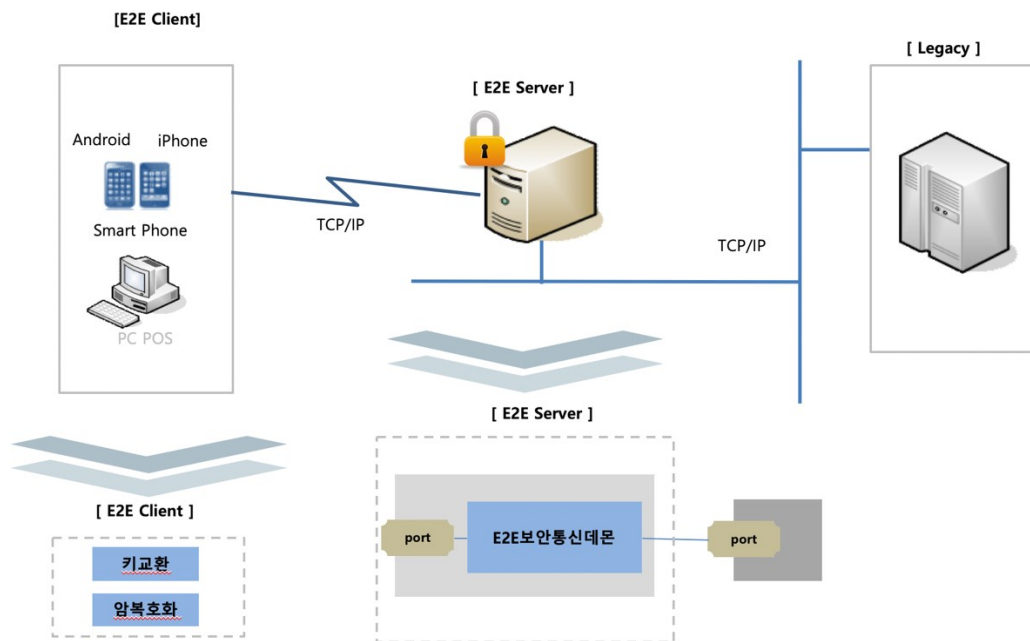 [E2E Client]
[ Legacy ]
[ E2E Server ]
Android
iPhone
Smart Phone
TCP/IP
TCP/IP
PC POS
[ E2E Server ]
[ E2E Client ]
port
E2E보안통신데몬
port
키교환
암복호화